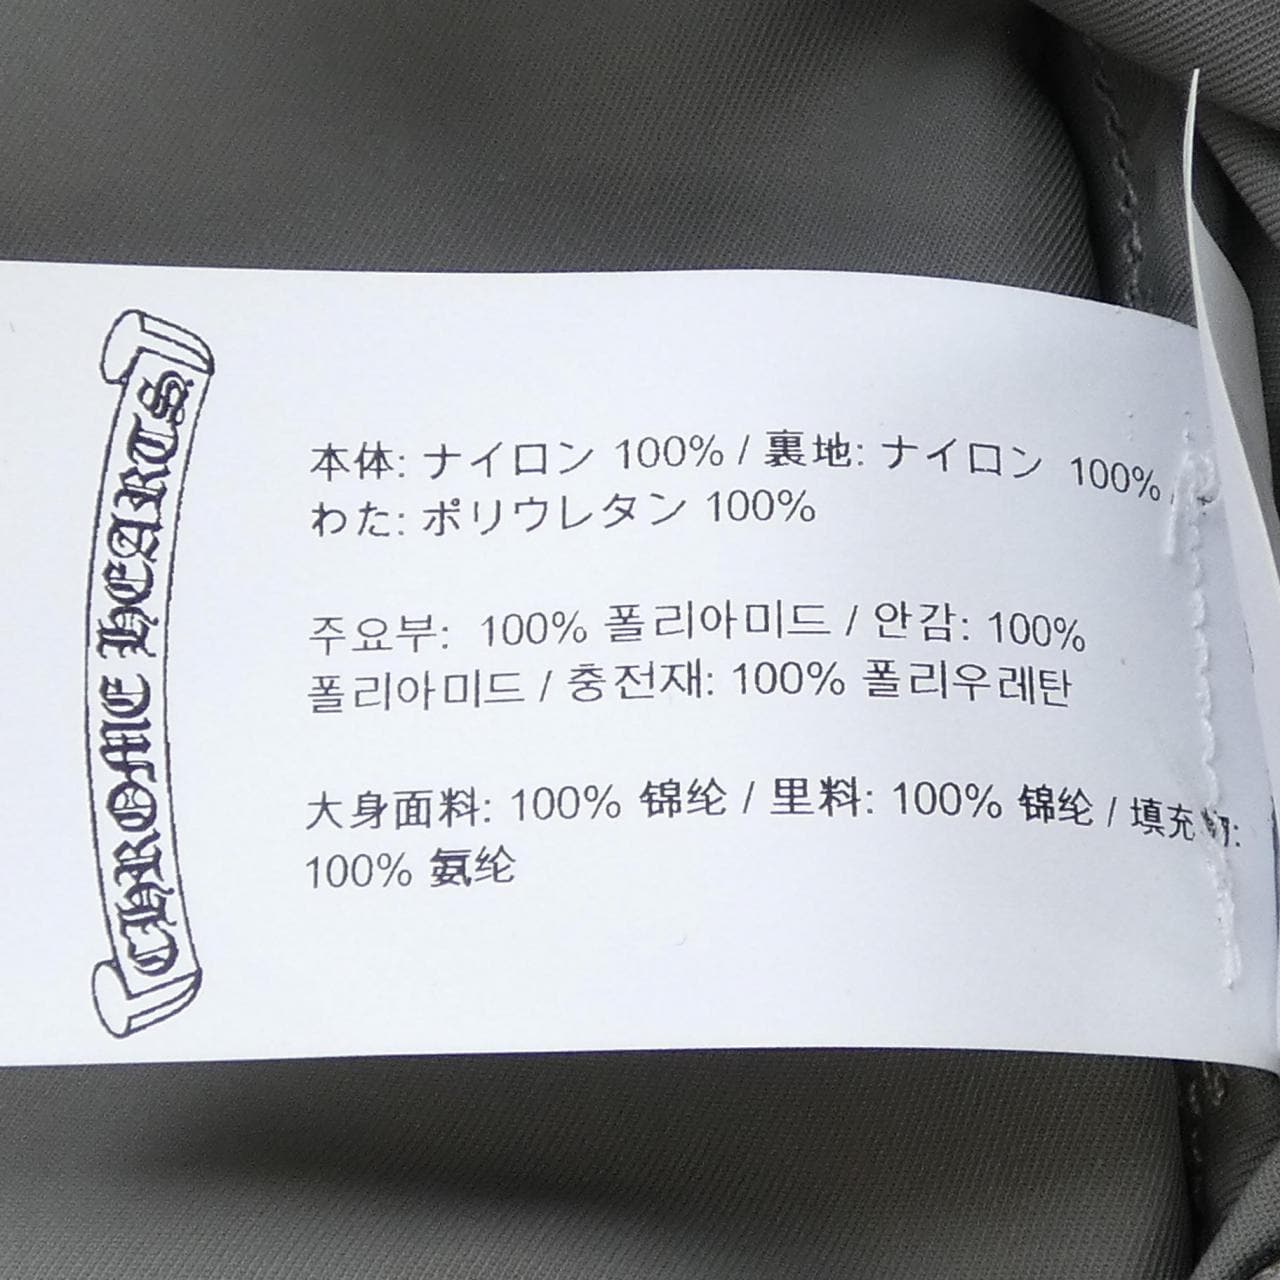 CHROME HEARTS
本体: ナイロン 100% / 裏地: ナイロン 100% /
わた: ポリウレタン 100%
주요부: 100% 폴리아미드 / 안감: 100%
폴리아미드 / 충전재: 100% 폴리우레탄
大身面料: 100% 锦纶 / 里料: 100% 锦纶 / 填充物:
100% 氨纶